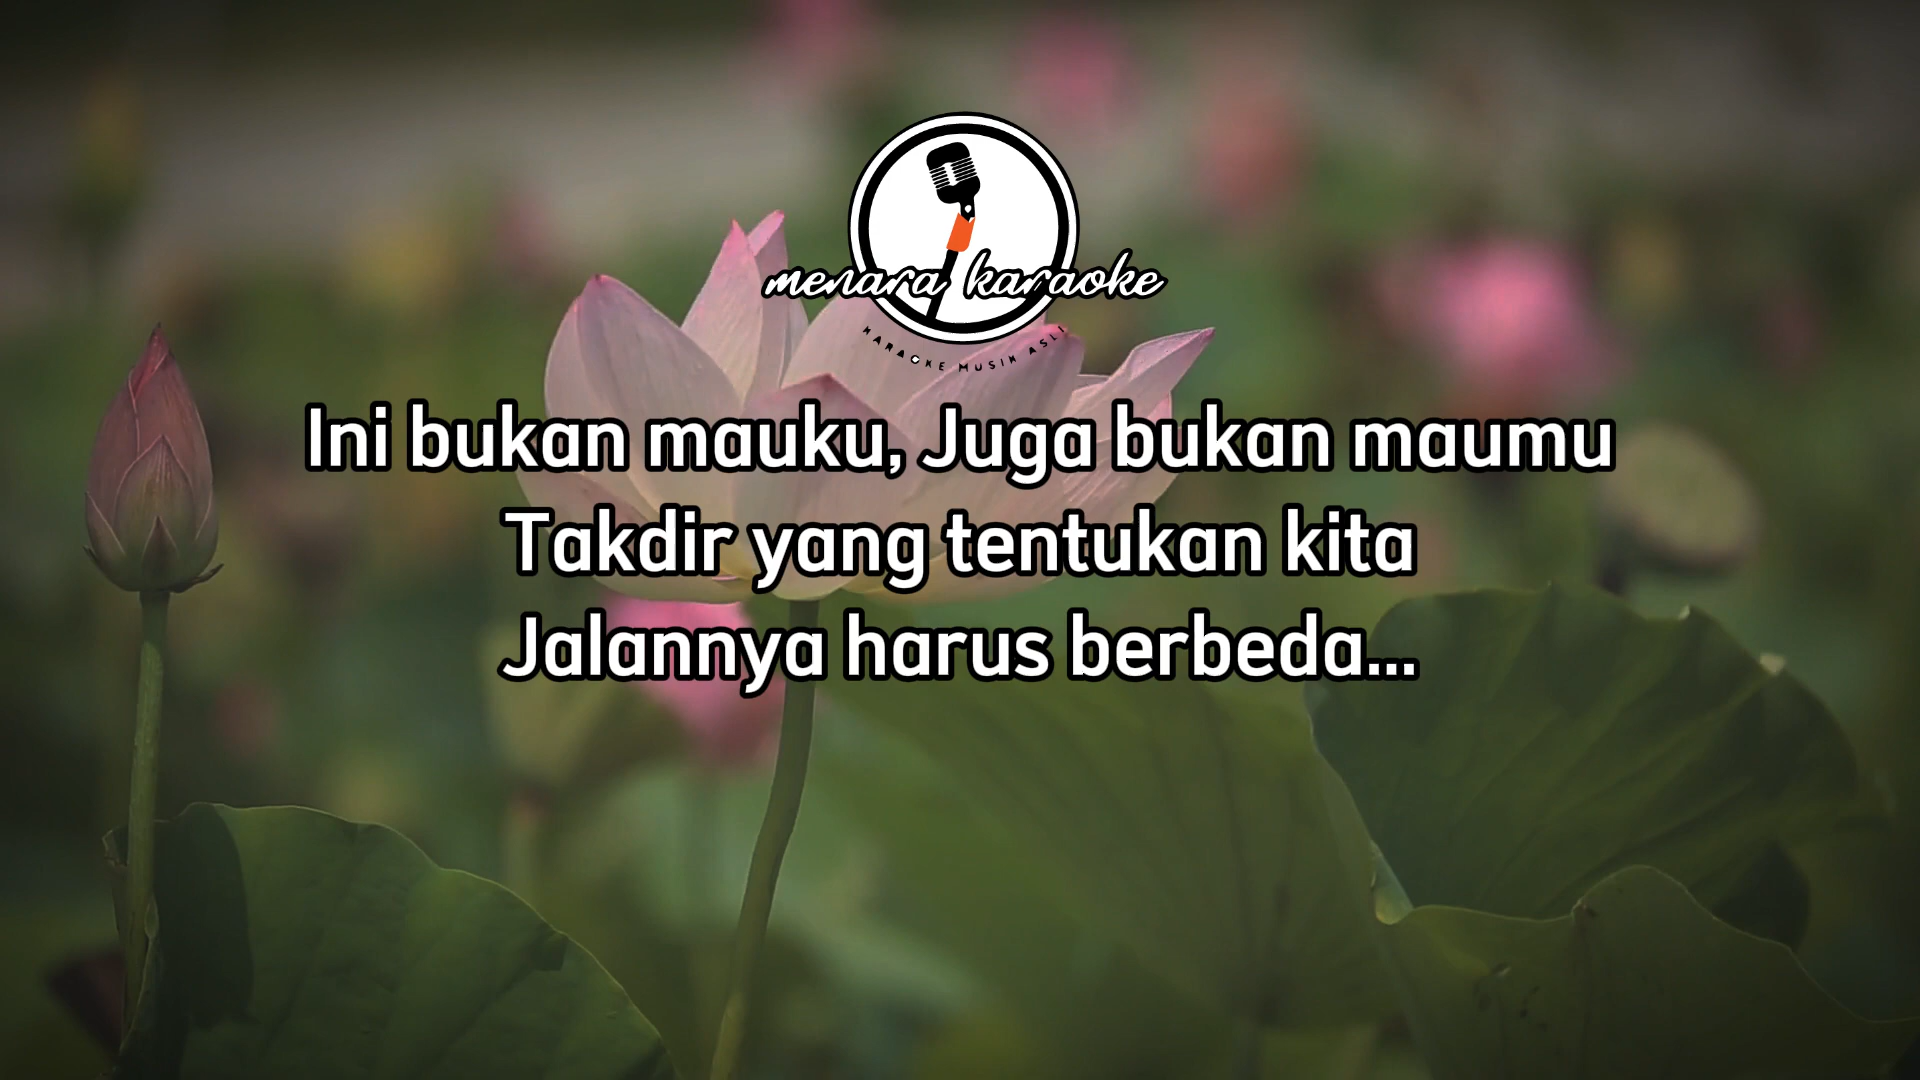 menara karaoke
KARAOKE MUSIK ASLI
Ini bukan mauku, Juga bukan maumu
Takdir yang tentukan kita
Jalannya harus berbeda...